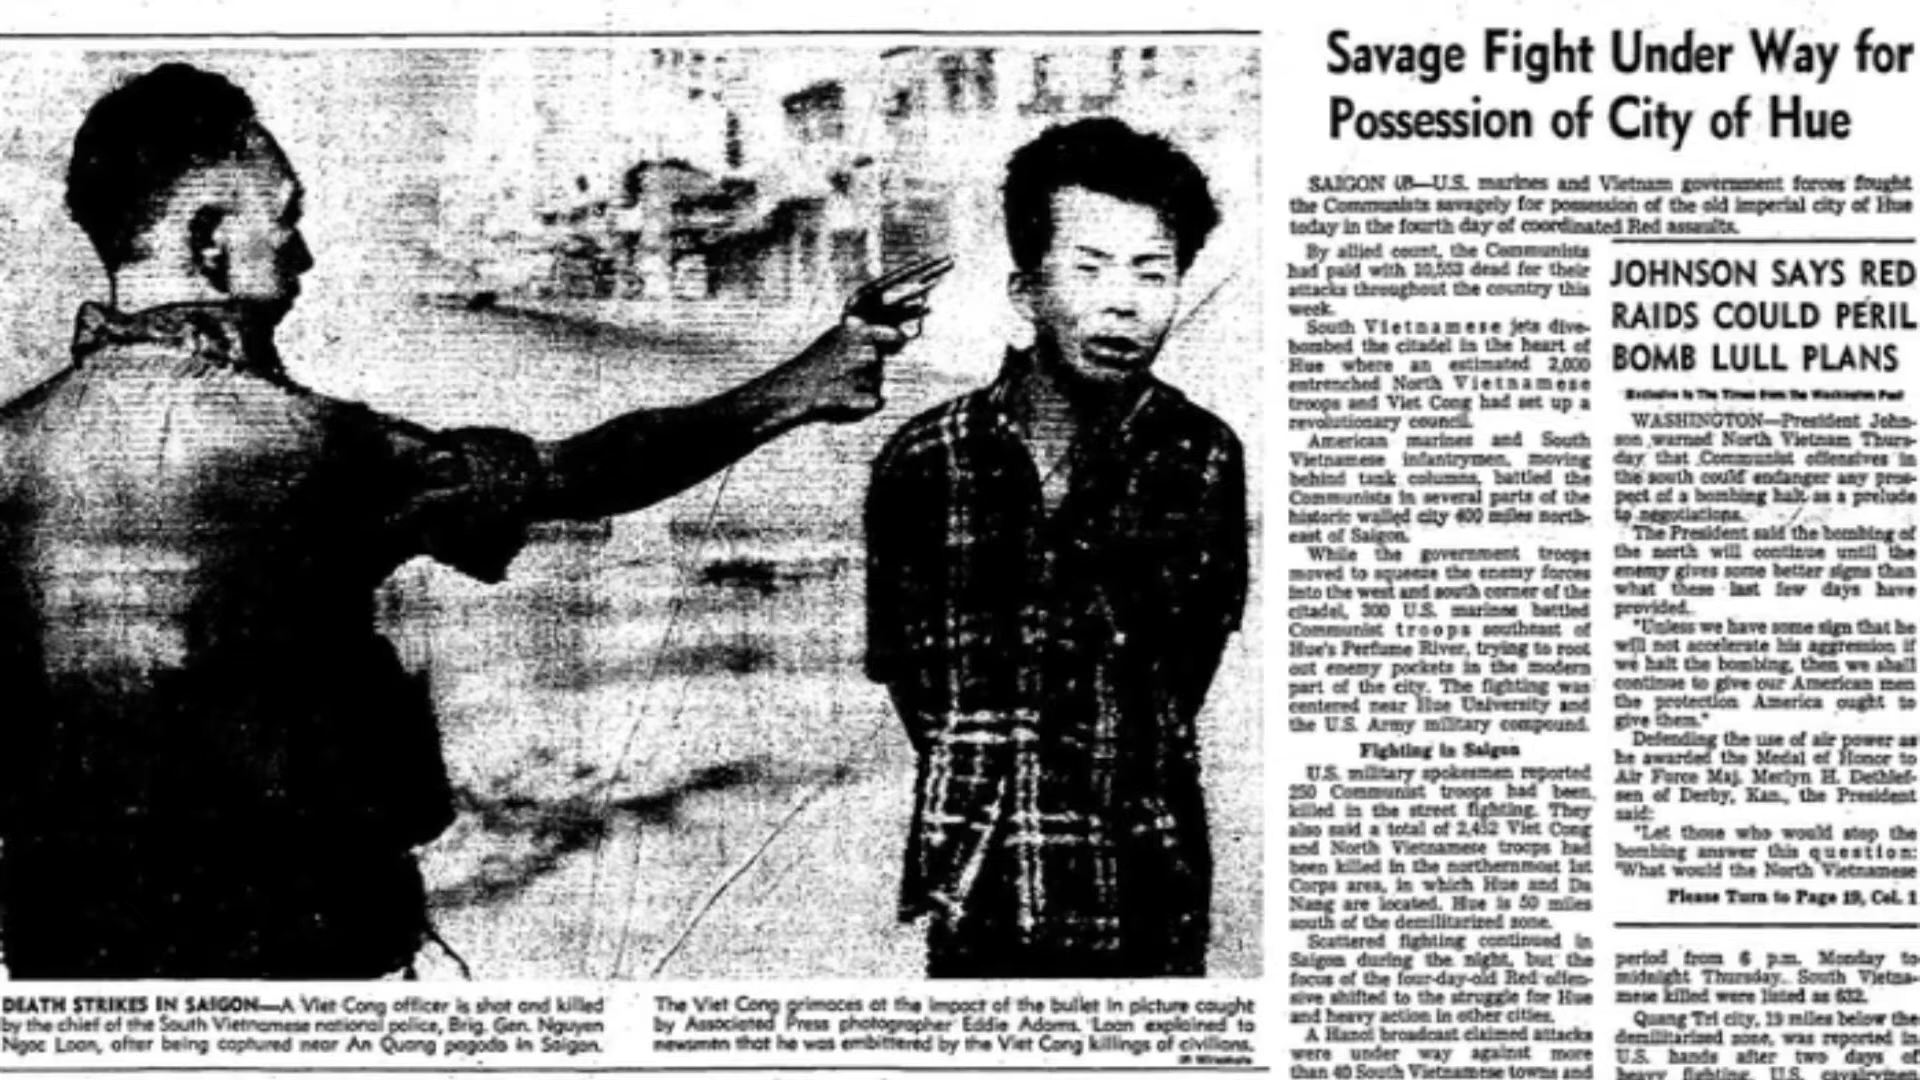 Savage Fight Under Way for
Possession of City of Hue
SAIGON (AP)—U.S. marines and Vietnam government forces fought
the Communists savagely for possession of the old imperial city of Hue
today in the fourth day of coordinated Red assaults.
By allied count, the Communists
had paid with 10,553 dead for their
attacks throughout the country this
week.
South Vietnamese jets dive-
bombed the citadel in the heart of
Hue where an estimated 2,000
entrenched North Vietnamese
troops and Viet Cong had set up a
revolutionary council.
American marines and South
Vietnamese infantrymen, moving
behind tank columns, battled the
Communists in several parts of the
historic walled city 400 miles north-
east of Saigon.
While the government troops
moved to squeeze the enemy forces
into the west and south corner of the
citadel, 300 U.S. marines battled
Communist troops southeast of
Hue's Perfume River, trying to root
out enemy pockets in the modern
part of the city. The fighting was
centered near Hue University and
the U.S. Army military compound.
Fighting in Saigon
U.S. military spokesmen reported
250 Communist troops had been
killed in the street fighting. They
also said a total of 2,452 Viet Cong
and North Vietnamese troops had
been killed in the northernmost 1st
Corps area, in which Hue and Da
Nang are located. Hue is 50 miles
south of the demilitarized zone.
Scattered fighting continued in
Saigon during the night, but the
focus of the four-day-old Red offen-
sive shifted to the struggle for Hue
and heavy action in other cities.
A Hanoi broadcast claimed attacks
were under way against more
than 40 South Vietnamese towns and
JOHNSON SAYS RED
RAIDS COULD PERIL
BOMB LULL PLANS
Exclusive to The Times from the Washington Post
WASHINGTON—President John-
son warned North Vietnam Thurs-
day that Communist offensives in
the south could endanger any pros-
pect of a bombing halt as a prelude
to negotiations.
The President said the bombing of
the north will continue until the
enemy gives some better signs than
what these last few days have
provided.
"Unless we have some sign that he
will not accelerate his aggression if
we halt the bombing, then we shall
continue to give our American men
the protection America ought to
give them."
Defending the use of air power as
he awarded the Medal of Honor to
Air Force Maj. Merlyn H. Dethlef-
sen of Derby, Kan., the President
said:
"Let those who would stop the
bombing answer this question:
'What would the North Vietnamese
Please Turn to Page 19, Col. 1
period from 6 p.m. Monday to
midnight Thursday. South Vietna-
mese killed were listed as 632.
Quang Tri city, 19 miles below the
demilitarized zone, was reported in
U.S. hands after two days of
heavy fighting. U.S. cavalrymen
DEATH STRIKES IN SAIGON—A Viet Cong officer is shot and killed
by the chief of the South Vietnamese national police, Brig. Gen. Nguyen
Ngoc Loan, after being captured near An Quang pagoda in Saigon.
The Viet Cong grimaces at the impact of the bullet in picture caught
by Associated Press photographer Eddie Adams. Loan explained to
newsmen that he was embittered by the Viet Cong killings of civilians.
AP Wirephoto